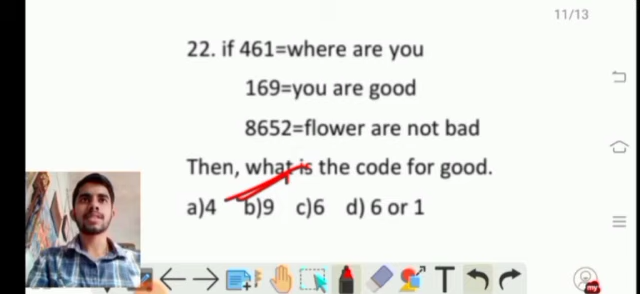 11/13
22. if 461=where are you
169=you are good
8652=flower are not bad
Then, what is the code for good.
a)4 b)9 c)6 d) 6 or 1
T
my